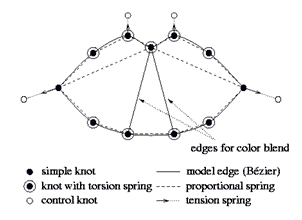 edges for color blend
simple knot
model edge (Bézier)
knot with torsion spring
proportional spring
control knot
tension spring